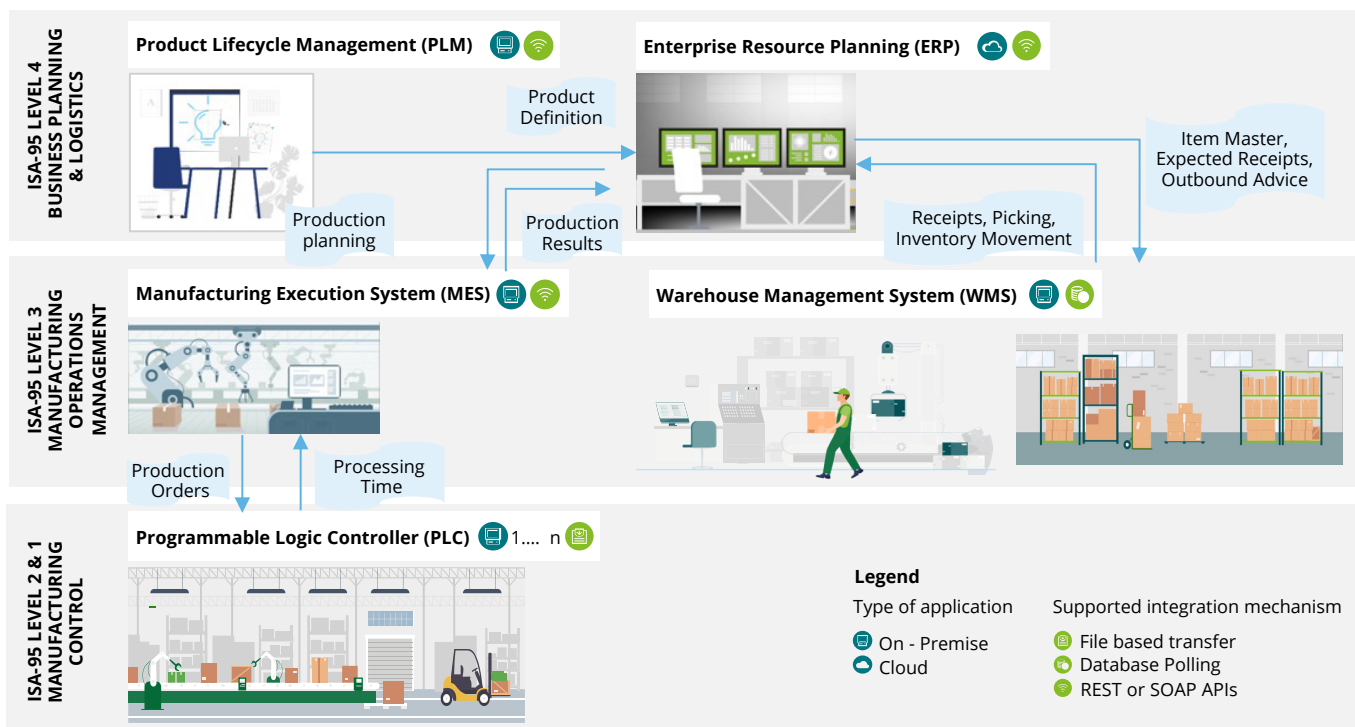 ISA-95 LEVEL 4
BUSINESS PLANNING
& LOGISTICS
Product Lifecycle Management (PLM)
Enterprise Resource Planning (ERP)
Product
Definition
Item Master,
Expected Receipts,
Outbound Advice
Production
planning
Production
Results
Receipts, Picking,
Inventory Movement
ISA-95 LEVEL 3
MANUFACTURING
OPERATIONS
MANAGEMENT
Manufacturing Execution System (MES)
Warehouse Management System (WMS)
Production
Orders
Processing
Time
ISA-95 LEVEL 2 & 1
MANUFACTURING
CONTROL
Programmable Logic Controller (PLC) 1.... n
Legend
Type of application
On - Premise
Cloud
Supported integration mechanism
File based transfer
Database Polling
REST or SOAP APIs